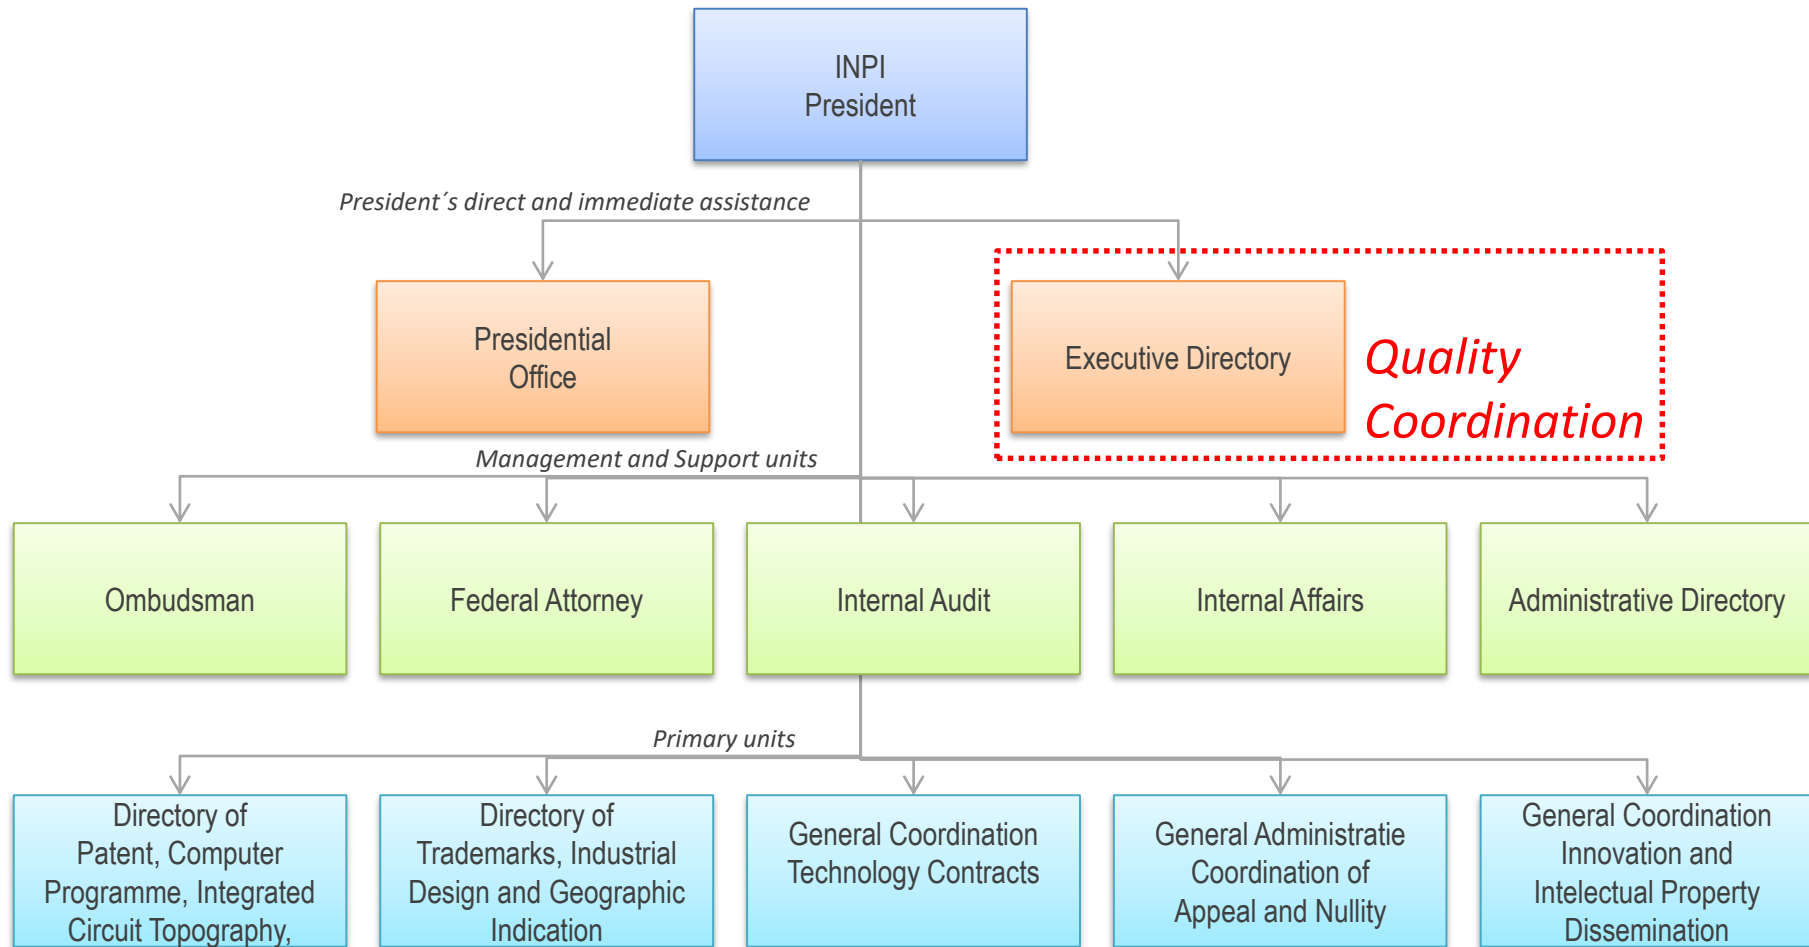 INPI
President
President´s direct and immediate assistance
Presidential
Office
Executive Directory
Quality
Coordination
Management and Support units
Ombudsman
Federal Attorney
Internal Audit
Internal Affairs
Administrative Directory
Primary units
Directory of
Patent, Computer
Programme, Integrated
Circuit Topography,
Directory of
Trademarks, Industrial
Design and Geographic
Indication
General Coordination
Technology Contracts
General Administratie
Coordination of
Appeal and Nullity
General Coordination
Innovation and
Intelectual Property
Dissemination